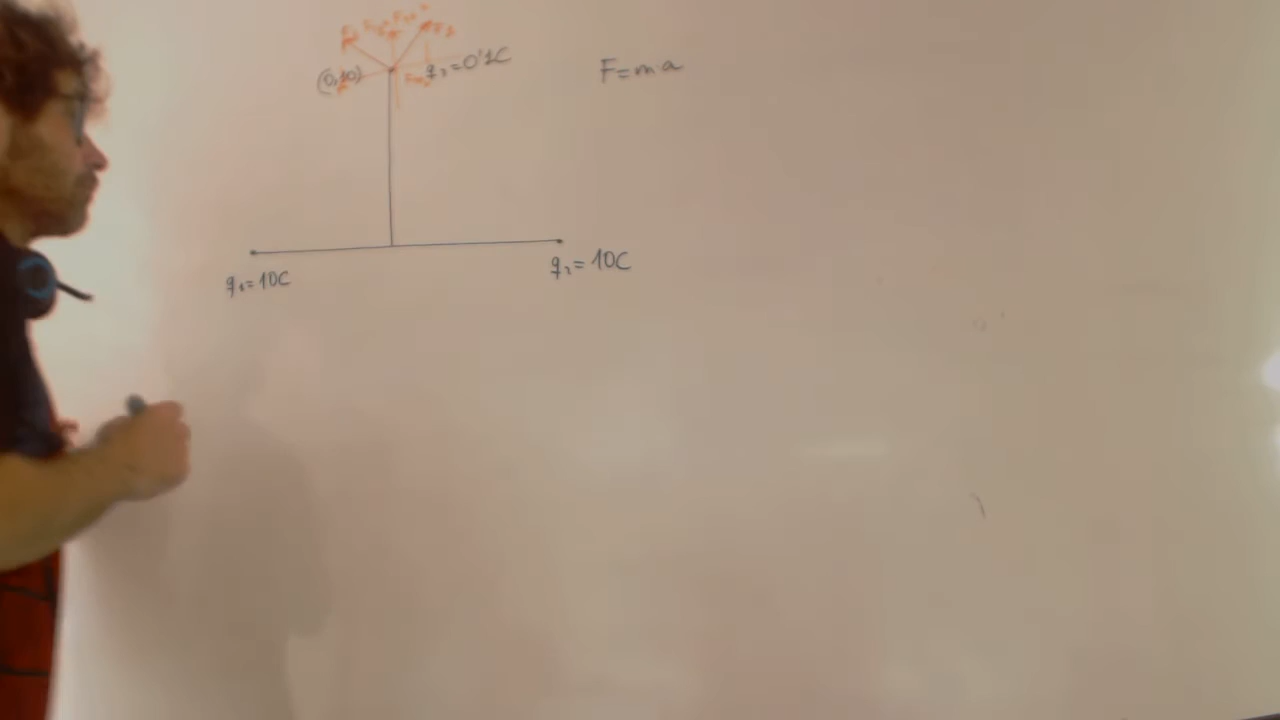 (0,10)
q₃=0'1C
F=m·a
q₁=10C
q₂=10C